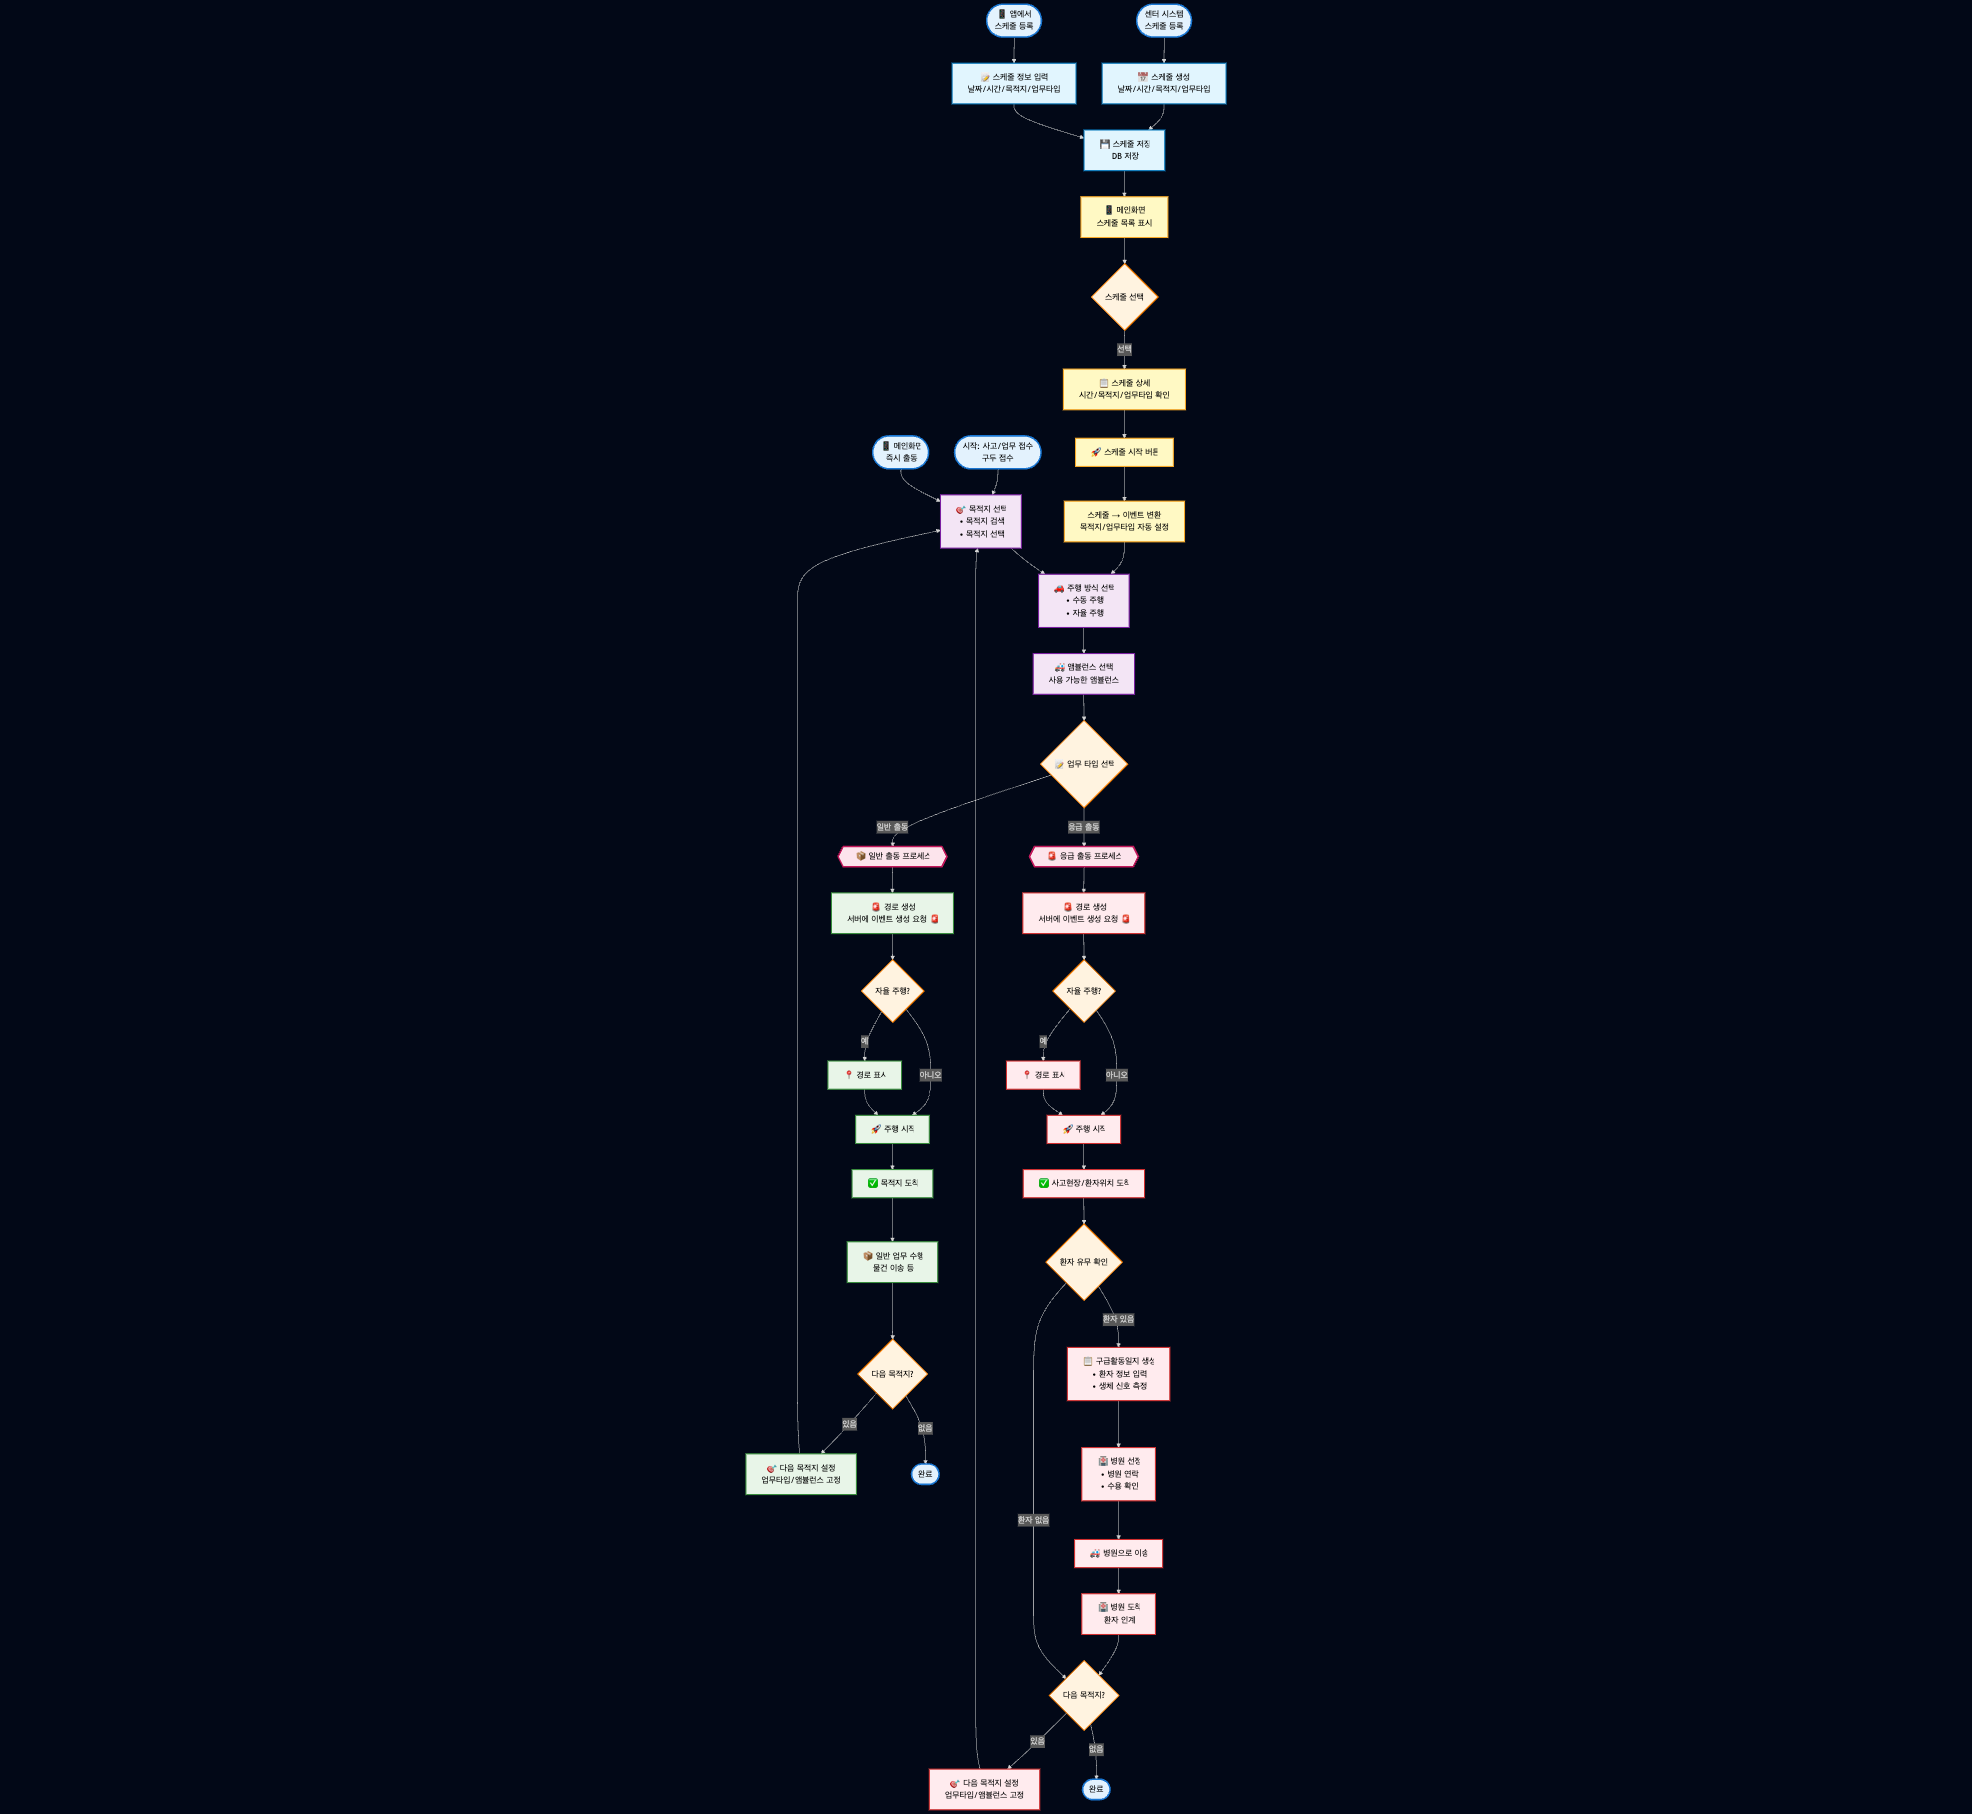 📱 앱에서
스케줄 등록
센터 시스템
스케줄 등록
📝 스케줄 정보 입력
날짜/시간/목적지/업무타입
📅 스케줄 생성
날짜/시간/목적지/업무타입
💾 스케줄 저장
DB 저장
📱 메인화면
스케줄 목록 표시
스케줄 선택
선택
📋 스케줄 상세
시간/목적지/업무타입 확인
📱 메인화면
즉시 출동
시작: 사고/업무 접수
구두 접수
🚀 스케줄 시작 버튼
🎯 목적지 선택
• 목적지 검색
• 목적지 선택
스케줄 → 이벤트 변환
목적지/업무타입 자동 설정
🚗 주행 방식 선택
• 수동 주행
• 자율 주행
🚑 앰뷸런스 선택
사용 가능한 앰뷸런스
📝 업무 타입 선택
일반 출동
응급 출동
📦 일반 출동 프로세스
🚨 응급 출동 프로세스
🚨 경로 생성
서버에 이벤트 생성 요청 🚨
🚨 경로 생성
서버에 이벤트 생성 요청 🚨
자율 주행?
자율 주행?
예
예
📍 경로 표시
아니오
📍 경로 표시
아니오
🚀 주행 시작
🚀 주행 시작
✅ 목적지 도착
✅ 사고현장/환자위치 도착
📦 일반 업무 수행
물건 이송 등
환자 유무 확인
환자 있음
다음 목적지?
📋 구급활동일지 생성
• 환자 정보 입력
• 생체 신호 측정
있음
없음
🎯 다음 목적지 설정
업무타입/앰뷸런스 고정
완료
🏥 병원 선정
• 병원 연락
• 수용 확인
환자 없음
🚑 병원으로 이송
🏥 병원 도착
환자 인계
다음 목적지?
있음
없음
🎯 다음 목적지 설정
업무타입/앰뷸런스 고정
완료